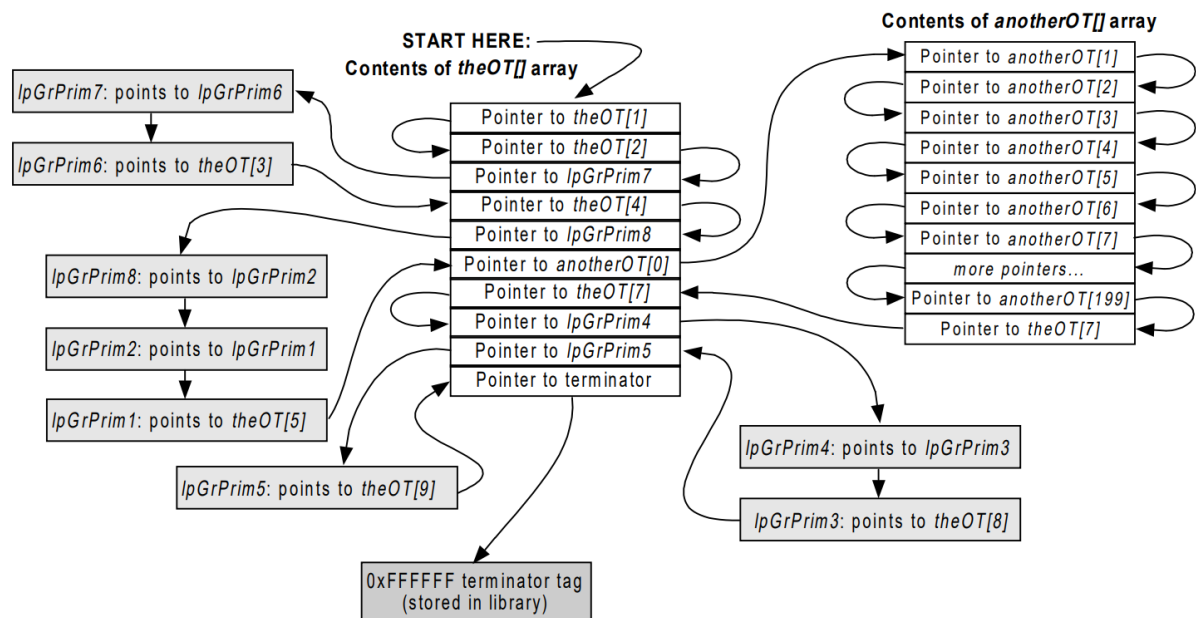 START HERE:
Contents of theOT[] array
Pointer to theOT[1]
Pointer to theOT[2]
Pointer to lpGrPrim7
Pointer to theOT[4]
Pointer to lpGrPrim8
Pointer to anotherOT[0]
Pointer to theOT[7]
Pointer to lpGrPrim4
Pointer to lpGrPrim5
Pointer to terminator
lpGrPrim7: points to lpGrPrim6
lpGrPrim6: points to theOT[3]
lpGrPrim8: points to lpGrPrim2
lpGrPrim2: points to lpGrPrim1
lpGrPrim1: points to theOT[5]
lpGrPrim5: points to theOT[9]
0xFFFFFF terminator tag
(stored in library)
Contents of anotherOT[] array
Pointer to anotherOT[1]
Pointer to anotherOT[2]
Pointer to anotherOT[3]
Pointer to anotherOT[4]
Pointer to anotherOT[5]
Pointer to anotherOT[6]
Pointer to anotherOT[7]
more pointers...
Pointer to anotherOT[199]
Pointer to theOT[7]
lpGrPrim4: points to lpGrPrim3
lpGrPrim3: points to theOT[8]